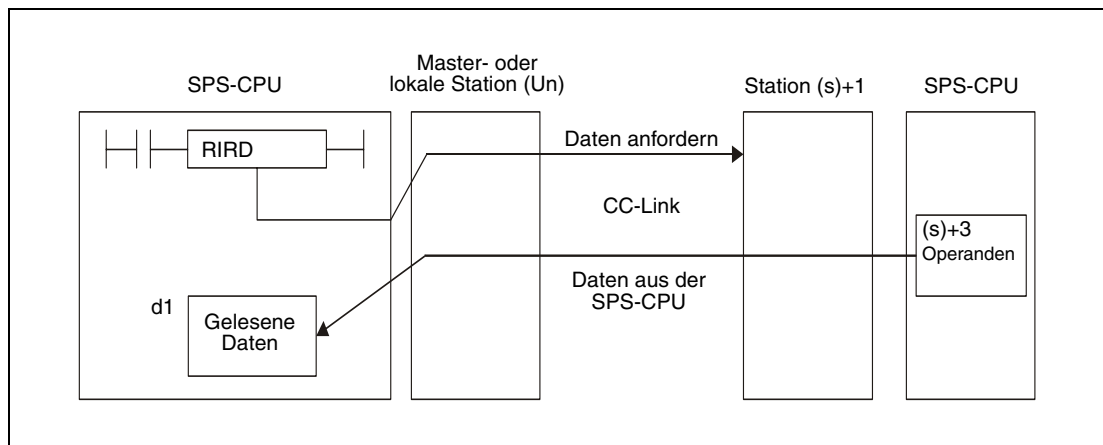 SPS-CPU
Master- oder
lokale Station (Un)
Station (s)+1
SPS-CPU
RIRD
Daten anfordern
CC-Link
(s)+3
Operanden
Daten aus der
SPS-CPU
d1
Gelesene
Daten